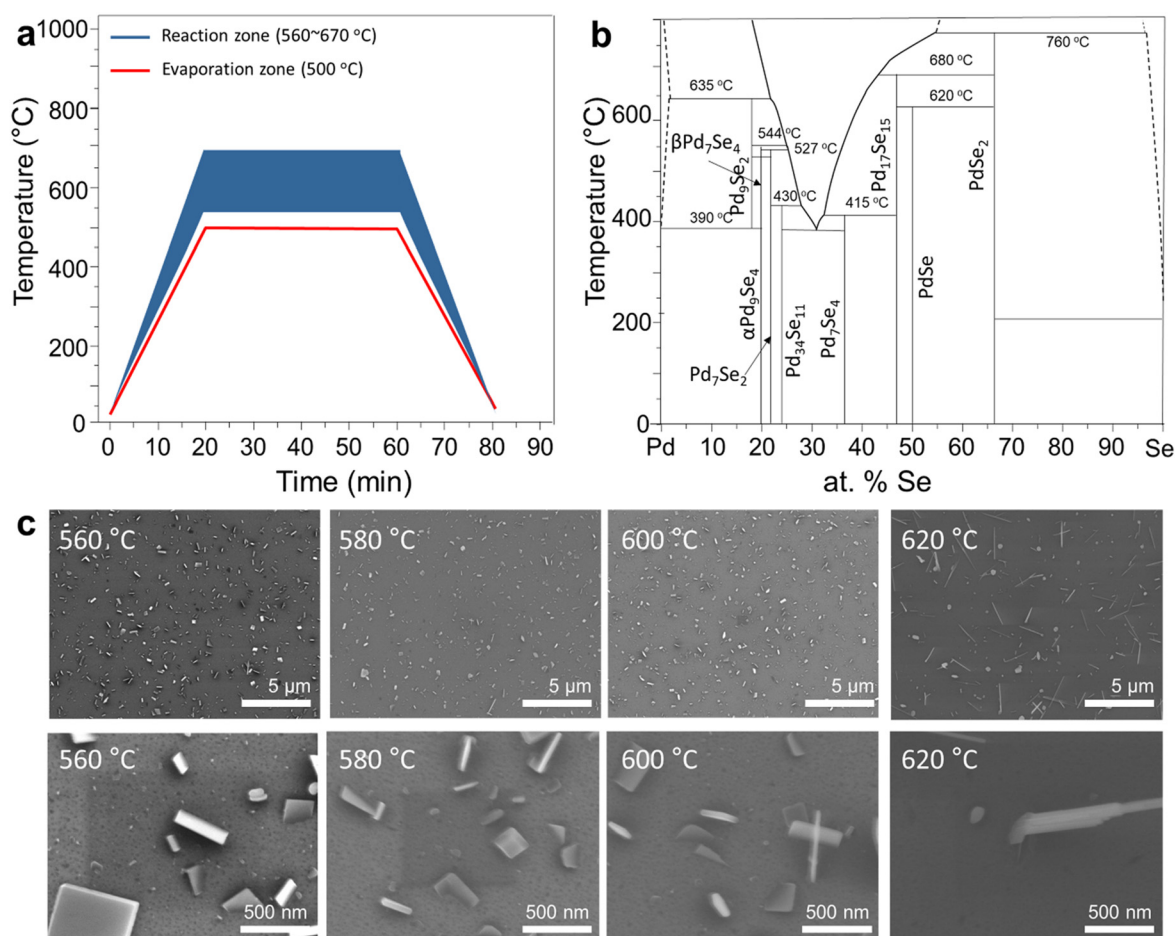 a
1000
800
600
400
200
0
Temperature (°C)
Reaction zone (560~670 °C)
Evaporation zone (500 °C)
0 10 20 30 40 50 60 70 80 90
Time (min)
b
600
400
200
0
Temperature (°C)
635 °C
760 °C
680 °C
620 °C
544 °C
527 °C
430 °C
415 °C
390 °C
βPd₇Se₄
Pd₉Se₂
αPd₉Se₄
Pd₇Se₂
Pd₃₄Se₁₁
Pd₇Se₄
Pd₁₇Se₁₅
PdSe
PdSe₂
Pd 10 20 30 40 50 60 70 80 90 Se
at. % Se
c
560 °C
5 µm
580 °C
5 µm
600 °C
5 µm
620 °C
5 µm
560 °C
500 nm
580 °C
500 nm
600 °C
500 nm
620 °C
500 nm